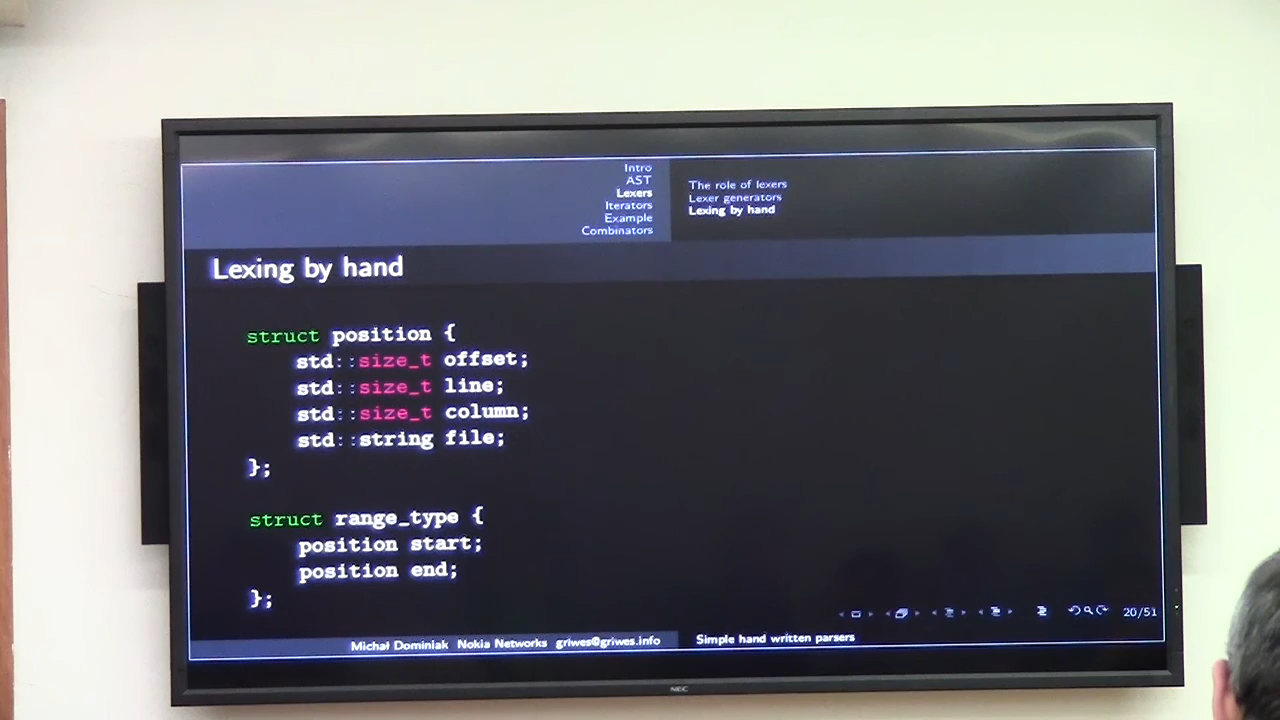 Intro
AST
Lexers
Iterators
Example
Combinators
The role of lexers
Lexer generators
Lexing by hand
Lexing by hand
struct position {
    std::size_t offset;
    std::size_t line;
    std::size_t column;
    std::string file;
};
struct range_type {
    position start;
    position end;
};
20/51
Michał Dominiak Nokia Networks griwes@griwes.info
Simple hand written parsers
NEC